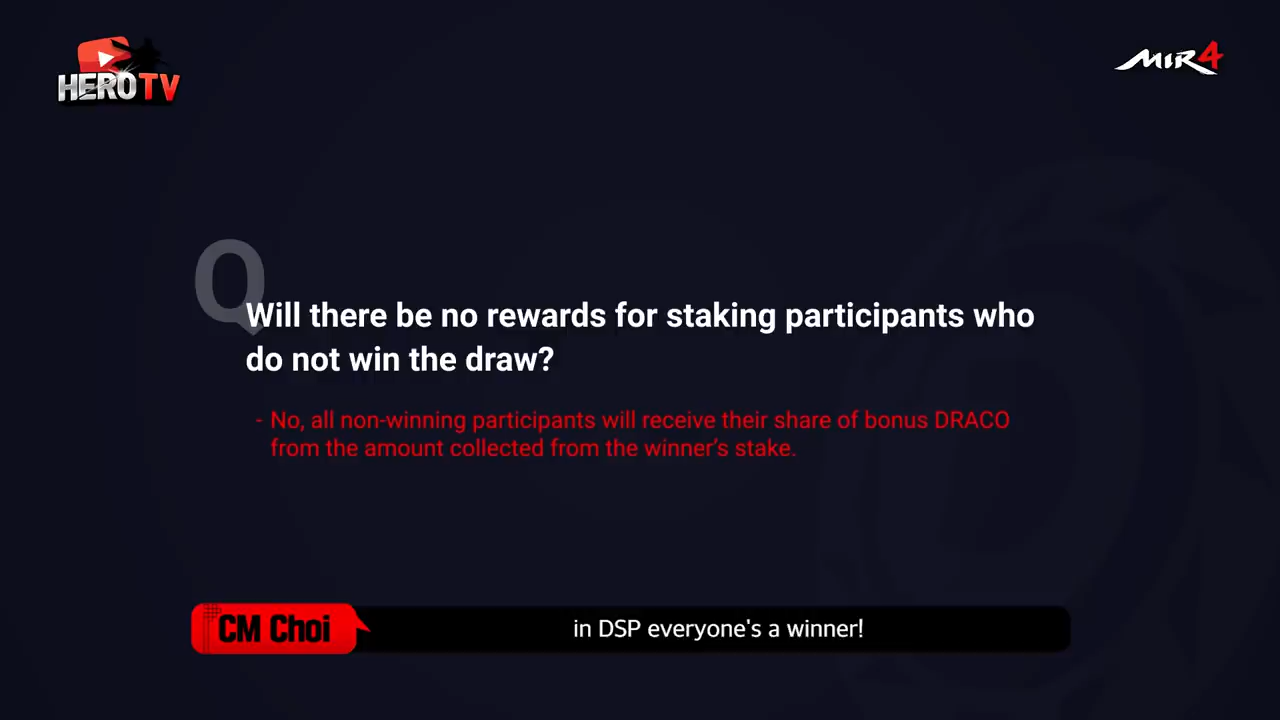 HERO TV
MIR4
Q
Will there be no rewards for staking participants who
do not win the draw?
- No, all non-winning participants will receive their share of bonus DRACO
from the amount collected from the winner's stake.
CM Choi
in DSP everyone's a winner!